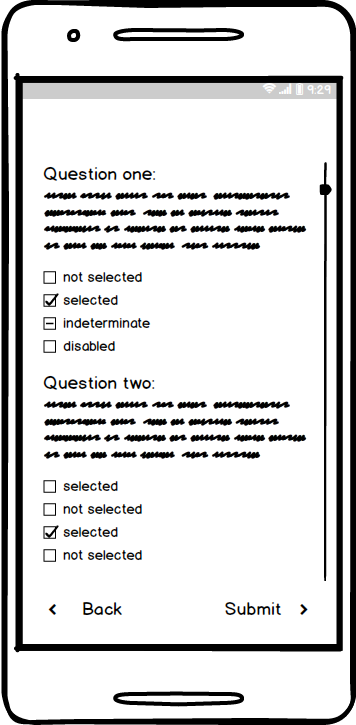 9:29
Question one:
not selected
selected
indeterminate
disabled
Question two:
selected
not selected
selected
not selected
Back Submit